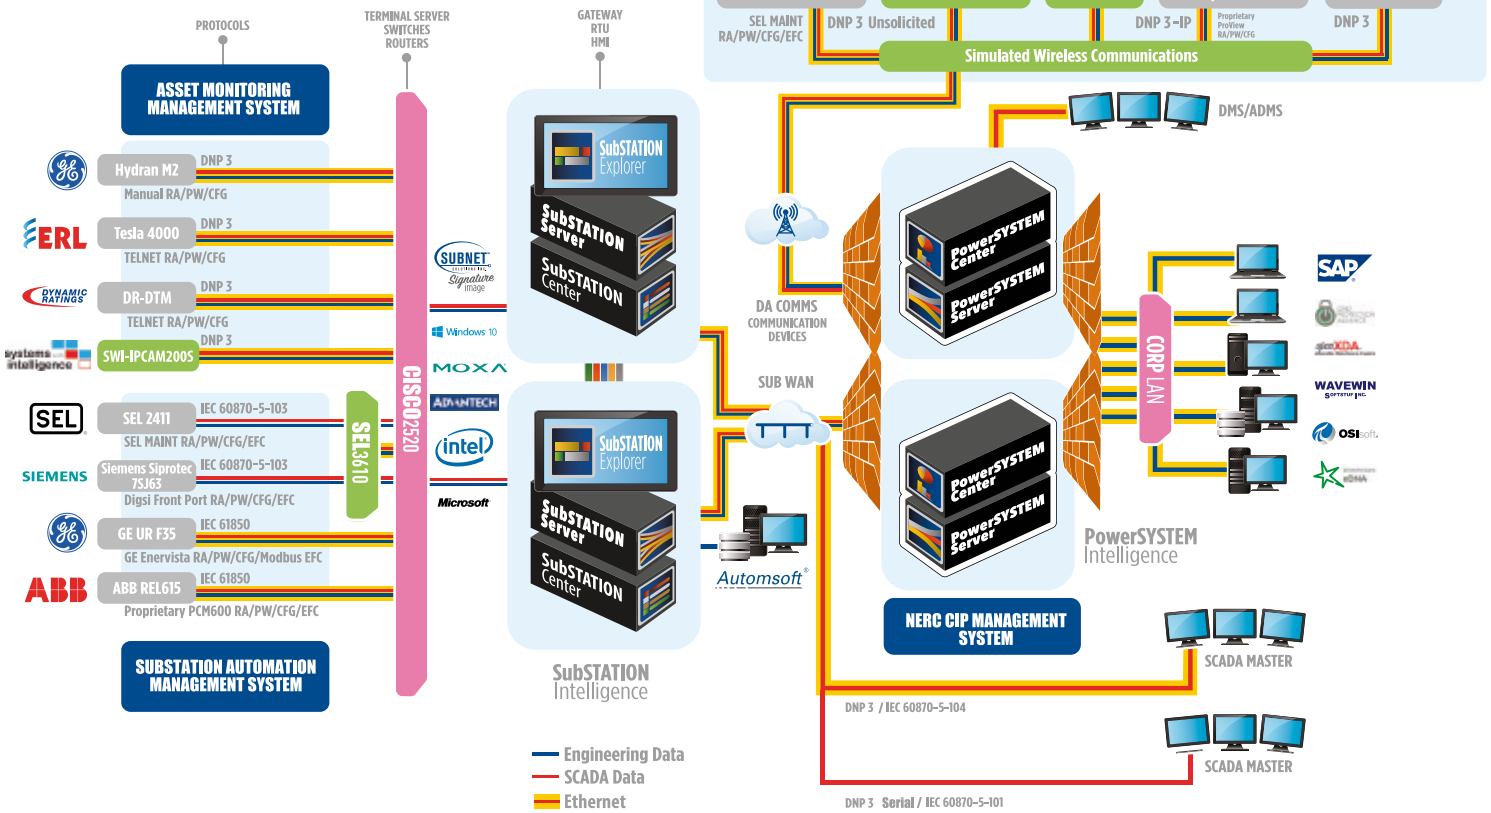 PROTOCOLS
TERMINAL SERVER
SWITCHES
ROUTERS
GATEWAY
RTU
HMI
SEL MAINT
RA/PW/CFG/EFC
DNP 3 Unsolicited
DNP 3-IP
Proprietary
ProView
RA/PW/CFG
DNP 3
Simulated Wireless Communications
ASSET MONITORING
MANAGEMENT SYSTEM
GE
Hydran M2
DNP 3
Manual RA/PW/CFG
ERL
Tesla 4000
DNP 3
TELNET RA/PW/CFG
DYNAMIC
RATINGS
DR-DTM
DNP 3
TELNET RA/PW/CFG
systems
intelligence
SWI-IPCAM200S
DNP 3
SEL
SEL 2411
IEC 60870-5-103
SEL MAINT RA/PW/CFG/EFC
SIEMENS
Siemens Siprotec
7SJ63
IEC 60870-5-103
Digsi Front Port RA/PW/CFG/EFC
GE
GE UR F35
IEC 61850
GE Enervista RA/PW/CFG/Modbus EFC
ABB
ABB REL615
IEC 61850
Proprietary PCM600 RA/PW/CFG/EFC
SUBSTATION AUTOMATION
MANAGEMENT SYSTEM
SEL3610
CISCO2520
SUBNET
SOLUTIONS INC.
Signature
image
Windows 10
MOXA
ADVANTECH
intel
Microsoft
SubSTATION
Explorer
SubSTATION
Server
SubSTATION
Center
SubSTATION
Explorer
SubSTATION
Server
SubSTATION
Center
SubSTATION
Intelligence
DMS/ADMS
DA COMMS
COMMUNICATION
DEVICES
SUB WAN
Automsoft
PowerSYSTEM
Center
PowerSYSTEM
Server
PowerSYSTEM
Center
PowerSYSTEM
Server
PowerSYSTEM
Intelligence
NERC CIP MANAGEMENT
SYSTEM
CORP LAN
SAP
XDA
WAVEWIN
SOFTSTUF INC.
OSIsoft.
eDNA
SCADA MASTER
DNP 3 / IEC 60870-5-104
SCADA MASTER
DNP 3 Serial / IEC 60870-5-101
Engineering Data
SCADA Data
Ethernet